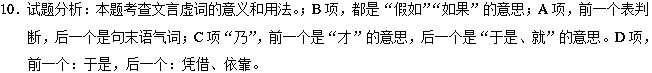 10. 试题分析：本题考查文言虚词的意义和用法。；B 项，都是“假如”“如果”的意思；A 项，前一个表判
断，后一个是句末语气词；C 项“乃”，前一个是“才”的意思，后一个是“于是、就”的意思。D 项，
前一个：于是，后一个：凭借、依靠。